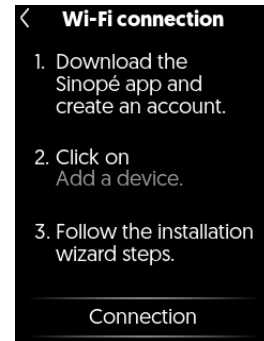 Wi-Fi connection
1. Download the
Sinopé app and
create an account.
2. Click on
Add a device.
3. Follow the installation
wizard steps.
Connection